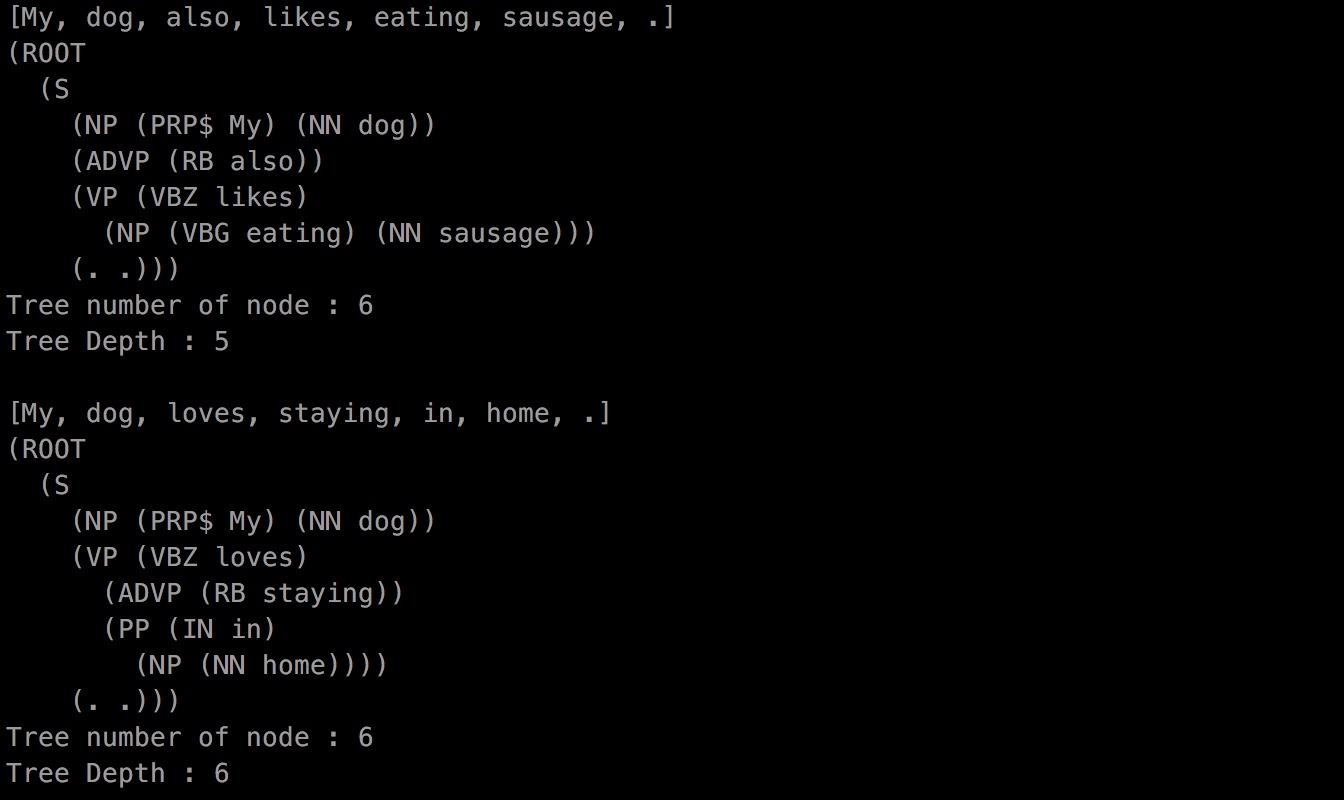 [My, dog, also, likes, eating, sausage, .]
(ROOT
  (S
    (NP (PRP$ My) (NN dog))
    (ADVP (RB also))
    (VP (VBZ likes)
      (NP (VBG eating) (NN sausage)))
    (. .)))
Tree number of node : 6
Tree Depth : 5

[My, dog, loves, staying, in, home, .]
(ROOT
  (S
    (NP (PRP$ My) (NN dog))
    (VP (VBZ loves)
      (ADVP (RB staying))
      (PP (IN in)
        (NP (NN home))))
    (. .)))
Tree number of node : 6
Tree Depth : 6